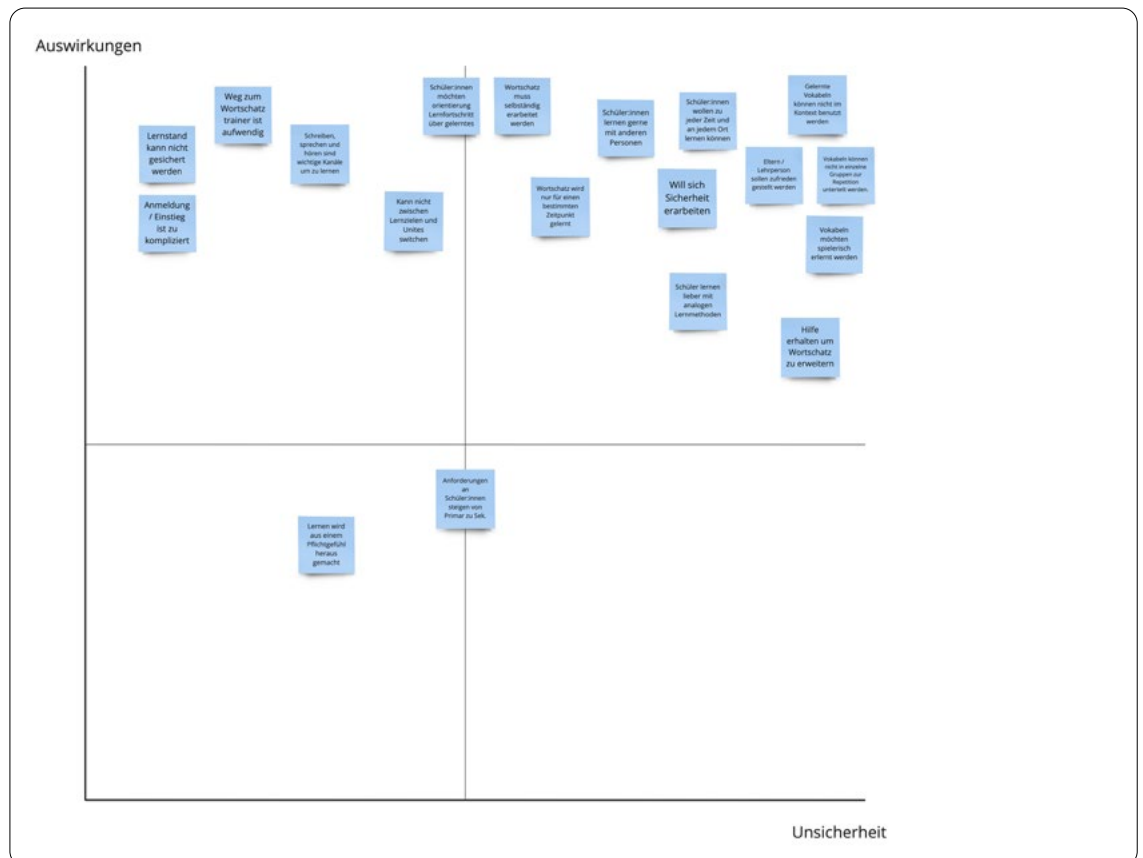 Auswirkungen
Weg zum
Wortschatz
trainer ist
aufwendig
Lernstand
kann nicht
gesichert
werden
Anmeldung
/ Einstieg
ist zu
kompliziert
Schreiben,
sprechen und
hören sind
wichtige Kanäle
um zu lernen
Schüler:innen
möchten
orientierung
Lernfortschritt
über gelerntes
Kann nicht
zwischen
Lernzielen und
Unites
switchen
Wortschatz
muss
selbständig
erarbeitet
werden
Wortschatz wird
nur für einen
bestimmten
Zeitpunkt
gelernt
Schüler:innen
lernen gerne
mit anderen
Personen
Schüler:innen
wollen zu
jeder Zeit und
an jedem Ort
lernen können
Gelernte
Vokabeln
können nicht im
Kontext benutzt
werden
Will sich
Sicherheit
erarbeiten
Eltern /
Lehrperson
sollen zufrieden
gestellt werden
Vokabeln können
nicht in einzelne
Gruppen zur
Repetition
unterteilt werden.
Vokabeln
möchten
spielerisch
erlernt werden
Schüler lernen
lieber mit
analogen
Lernmethoden
Hilfe
erhalten um
Wortschatz
zu erweitern
Anforderungen
an
Schüler:innen
steigen von
Primar zu Sek.
Lernen wird
aus einem
Pflichtgefühl
heraus
gemacht
Unsicherheit